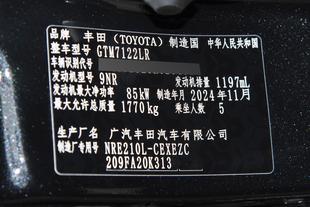 品牌 丰田（TOYOTA） 制造国 中华人民共和国
整车型号 GTM7122LR
车辆识别代号
发动机型号 9NR 发动机排量 1197mL
发动机最大净功率 85kW 制造年月 2024年11月
最大允许总质量 1770kg 乘坐人数 5
生产厂名 广汽丰田汽车有限公司
制造厂专用号 NRE210L-CEXEZC
209FA20K313